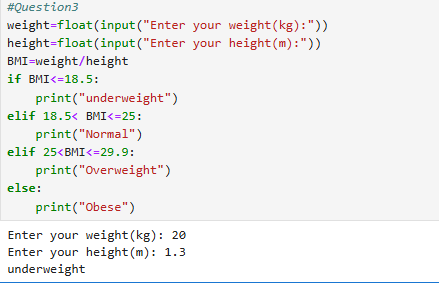 #Question3
weight=float(input("Enter your weight(kg):"))
height=float(input("Enter your height(m):"))
BMI=weight/height
if BMI<=18.5:
    print("underweight")
elif 18.5< BMI<=25:
    print("Normal")
elif 25<BMI<=29.9:
    print("Overweight")
else:
    print("Obese")
Enter your weight(kg): 20
Enter your height(m): 1.3
underweight